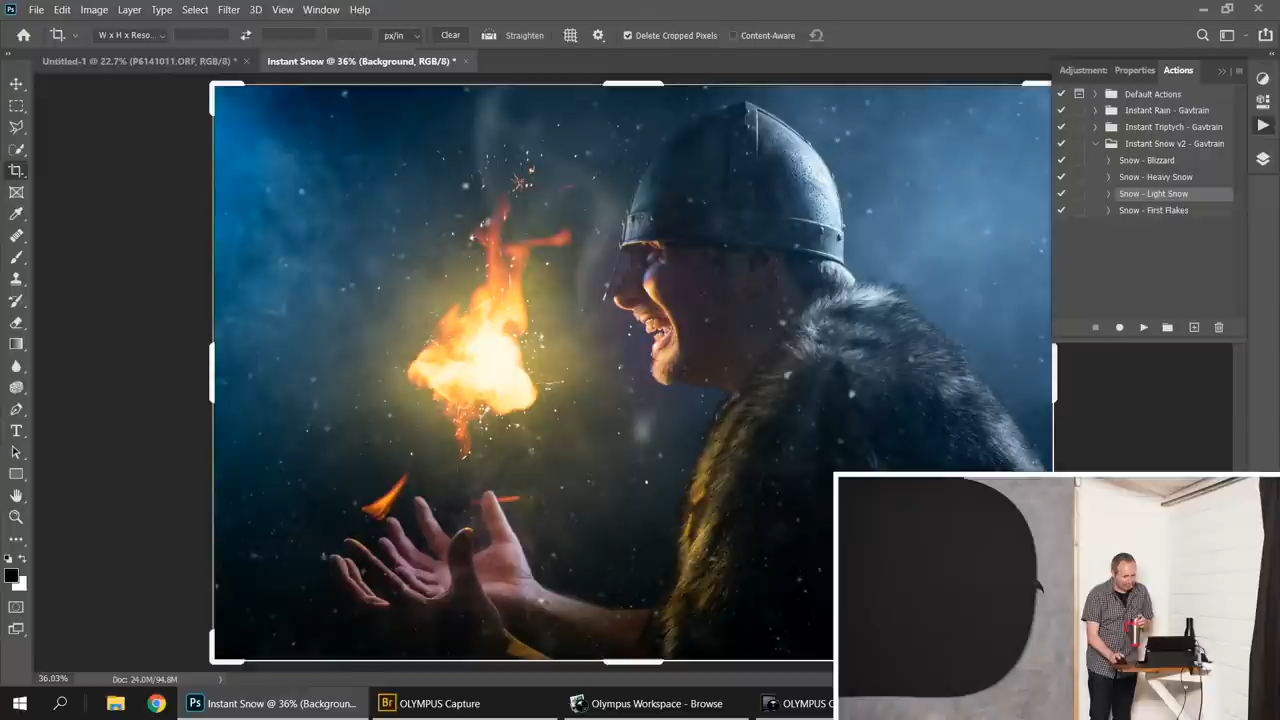 Ps File Edit Image Layer Type Select Filter 3D View Window Help
W x H x Reso... px/in Clear Straighten Delete Cropped Pixels Content-Aware
Untitled-1 @ 22.7% (P6141011.ORF, RGB/8) * × Instant Snow @ 36% (Background, RGB/8) * ×
Adjustment: Properties Actions
Default Actions
Instant Rain - Gavtrain
Instant Triptych - Gavtrain
Instant Snow v2 - Gavtrain
Snow - Blizzard
Snow - Heavy Snow
Snow - Light Snow
Snow - First Flakes
36.03% Doc: 24.0M/94.8M
Ps Instant Snow @ 36% (Backgroun... Br OLYMPUS Capture Olympus Workspace - Browse OLYMPUS C